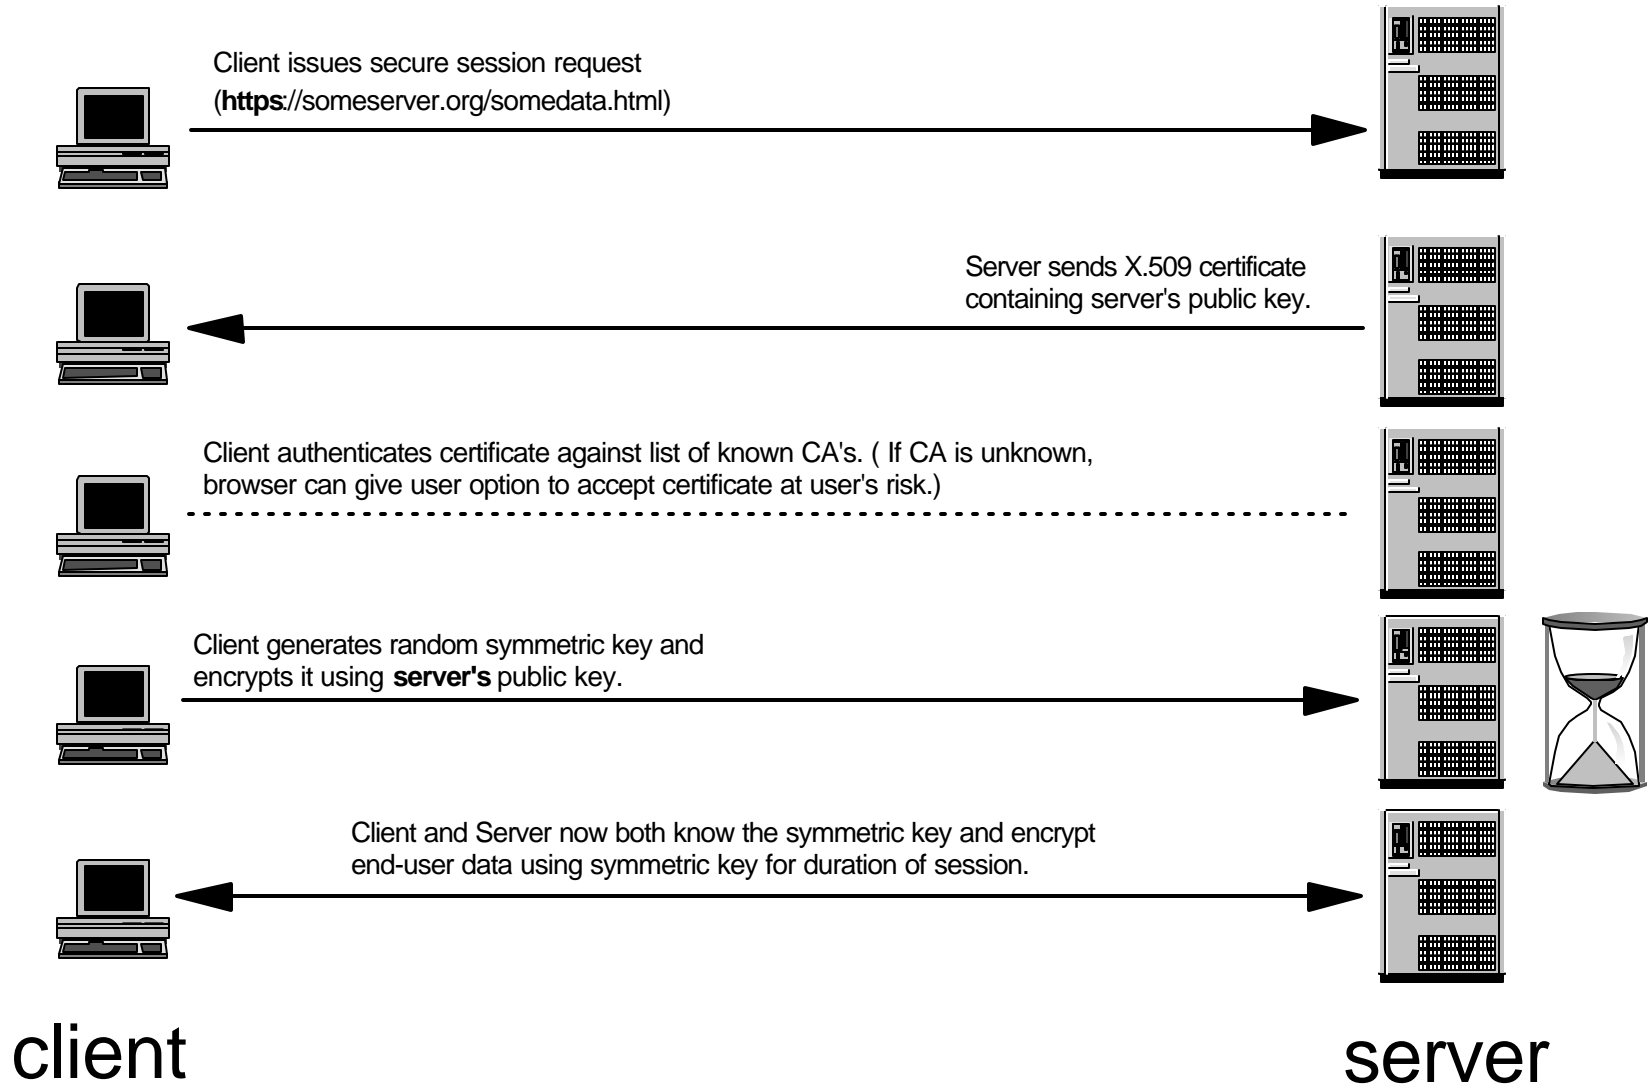 Client issues secure session request
(https://someserver.org/somedata.html)
Server sends X.509 certificate
containing server's public key.
Client authenticates certificate against list of known CA's. ( If CA is unknown,
browser can give user option to accept certificate at user's risk.)
Client generates random symmetric key and
encrypts it using server's public key.
Client and Server now both know the symmetric key and encrypt
end-user data using symmetric key for duration of session.
client
server